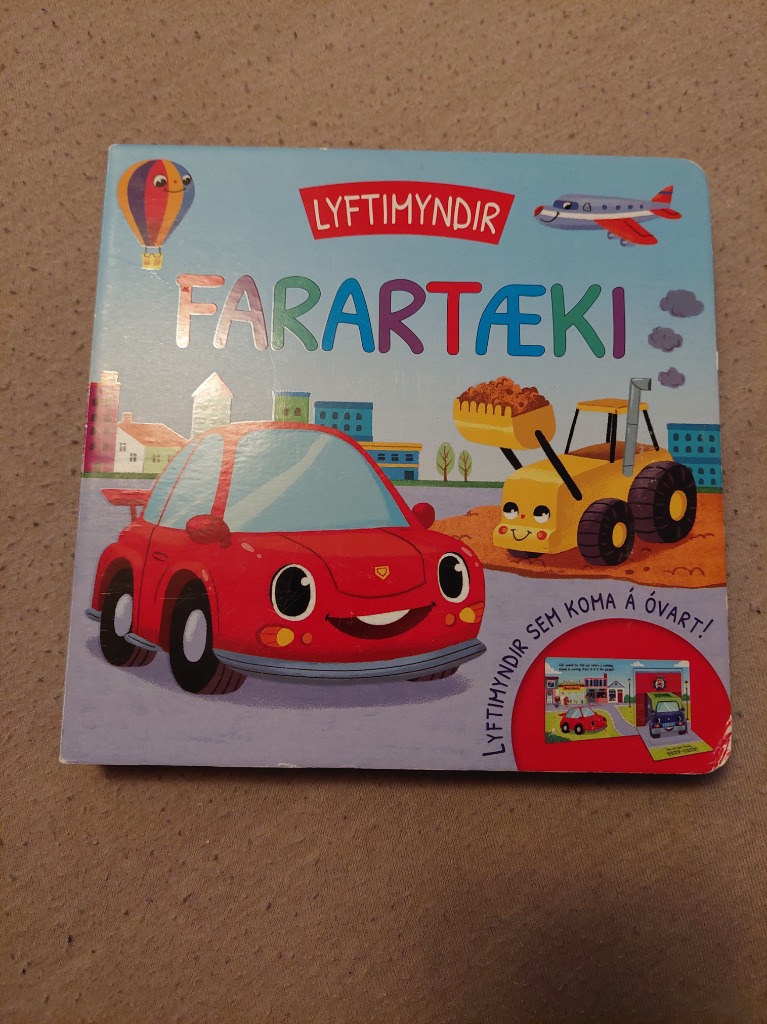 LYFTIMYNDIR
FARARTÆKI
LYFTIMYNDIR SEM KOMA Á ÓVART!